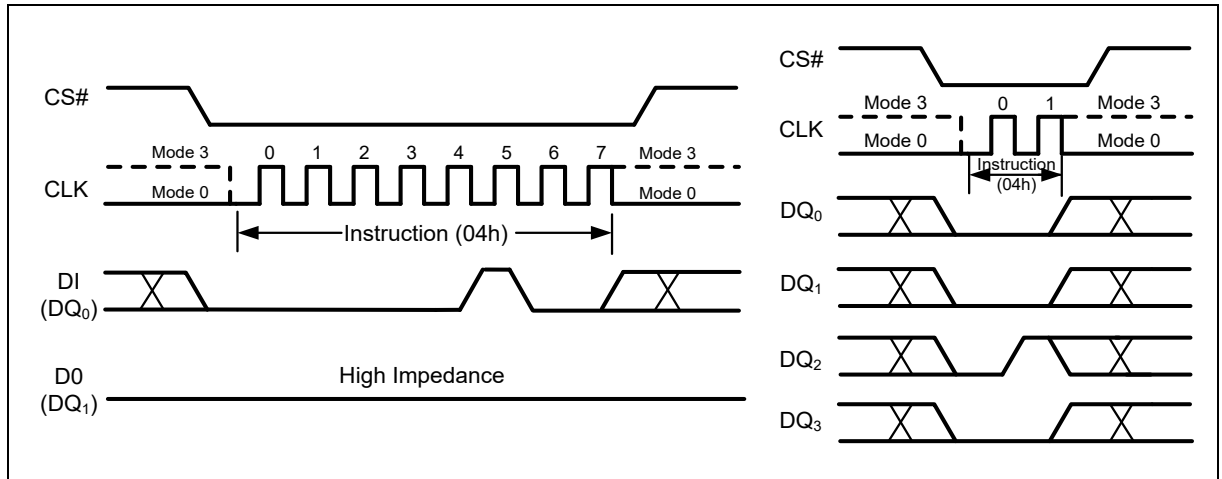 CS#
Mode 3
0 1 2 3 4 5 6 7
Mode 3
CLK
Mode 0
Mode 0
Instruction (04h)
DI
(DQ0)
D0
(DQ1)
High Impedance
CS#
Mode 3
0 1
Mode 3
CLK
Mode 0
Mode 0
Instruction
(04h)
DQ0
DQ1
DQ2
DQ3